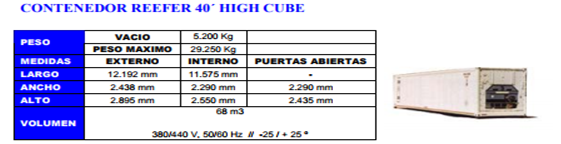 CONTENEDOR REEFER 40´ HIGH CUBE
PESO VACIO 5.200 Kg
PESO MAXIMO 29.250 Kg
MEDIDAS EXTERNO INTERNO PUERTAS ABIERTAS
LARGO 12.192 mm 11.575 mm -
ANCHO 2.438 mm 2.290 mm 2.290 mm
ALTO 2.895 mm 2.550 mm 2.435 mm
VOLUMEN 68 m3
380/440 V, 50/60 Hz // -25 / + 25 º